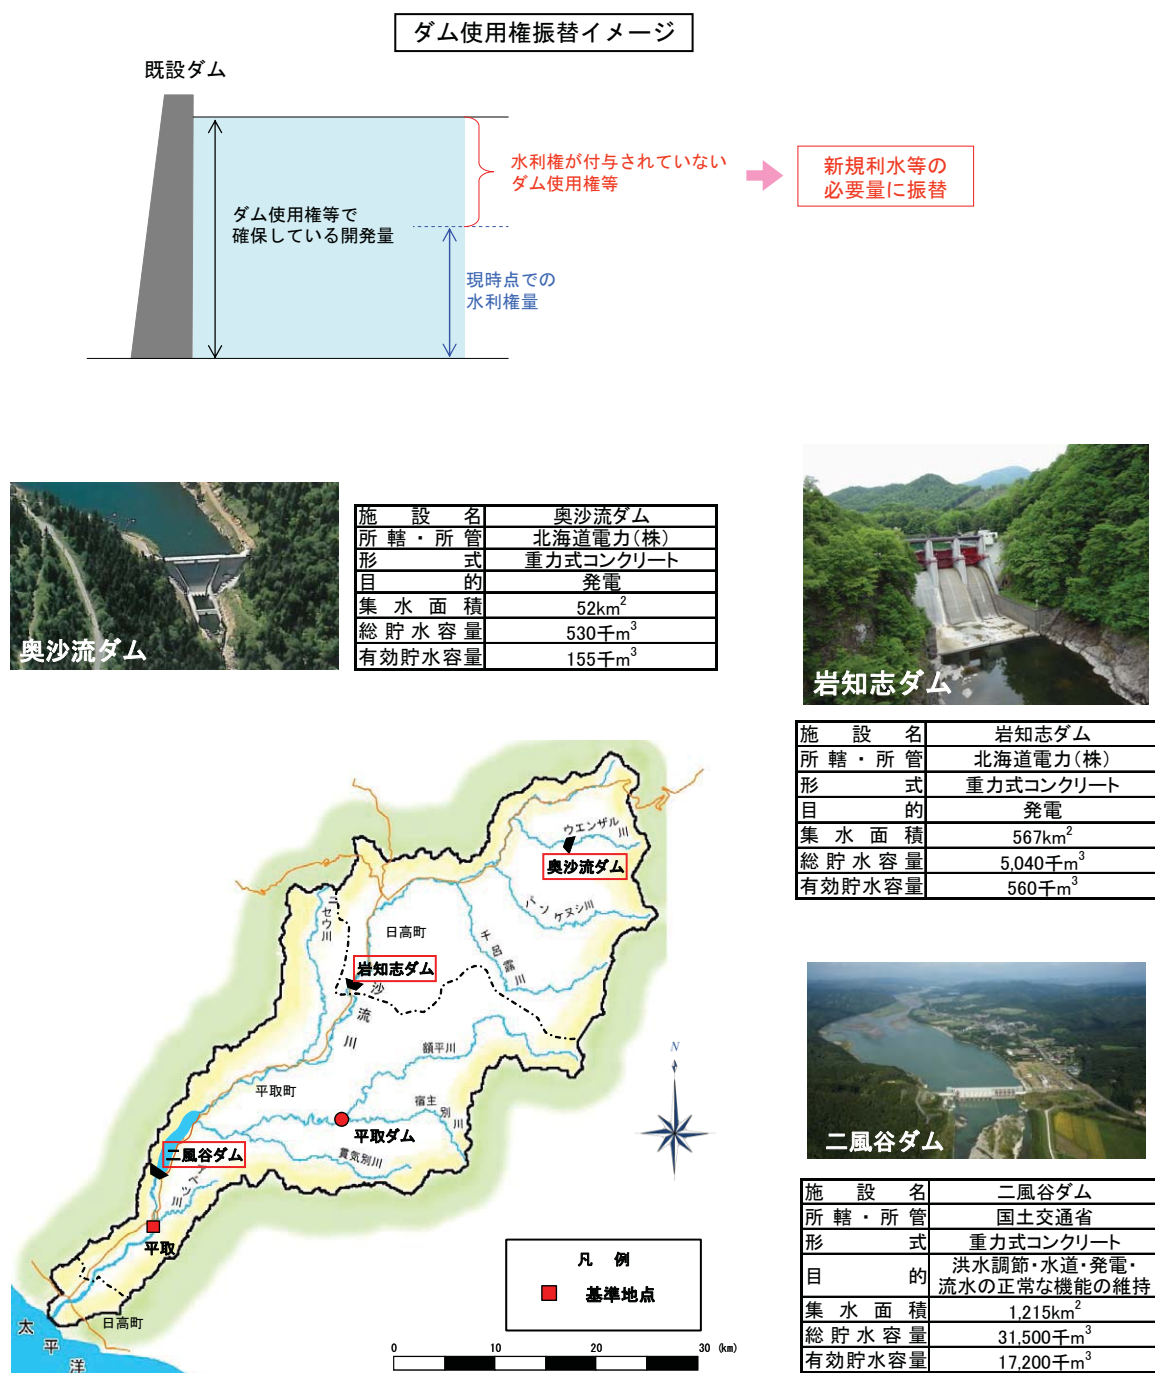 ダム使用権振替イメージ
既設ダム
水利権が付与されていない
ダム使用権等
新規利水等の
必要量に振替
ダム使用権等で
確保している開発量
現時点での
水利権量
奥沙流ダム
施設名 奥沙流ダム
所轄・所管 北海道電力(株)
形式 重力式コンクリート
目的 発電
集水面積 52km²
総貯水容量 530千m³
有効貯水容量 155千m³
岩知志ダム
施設名 岩知志ダム
所轄・所管 北海道電力(株)
形式 重力式コンクリート
目的 発電
集水面積 567km²
総貯水容量 5,040千m³
有効貯水容量 560千m³
ウエンザル川
奥沙流ダム
パンケヌシ川
ニセウ川
日高町
千呂露川
岩知志ダム
沙流川
額平川
N
平取町
宿主別川
平取ダム
二風谷ダム
貫気別川
平取
凡例
基準地点
日高町
太平洋
0 10 20 30 (km)
二風谷ダム
施設名 二風谷ダム
所轄・所管 国土交通省
形式 重力式コンクリート
目的 洪水調節・水道・発電・
流水の正常な機能の維持
集水面積 1,215km²
総貯水容量 31,500千m³
有効貯水容量 17,200千m³